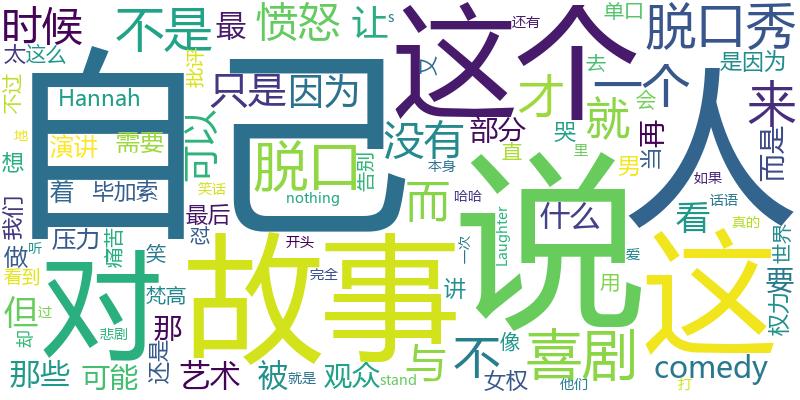 时候
不是
愤怒
让
这个
还有
单口
脱口秀
太
这么
最
批评
又
去
是因为
不过
Hannah
只是
因为
才
一个
会
来
想
演讲
需要
可以
自己
脱口
没有
部分
哭
就
当
再
男
而是
着
毕加索
笑话
告别
本身
直
里
人
如果
话语
我们
最后
nothing
而
哈哈
说
什么
看
真的
做
听
压力
痛苦
怼
开头
Laughter
一次
爱
世界
地
看到
笑
对
故事
完全
讲
用
这
权力
要
但
过
却
悲剧
梵高
那
与
不
像
喜剧
那些
可能
还是
艺术
被
就是
观众
stand
女权
他们
comedy
打
s